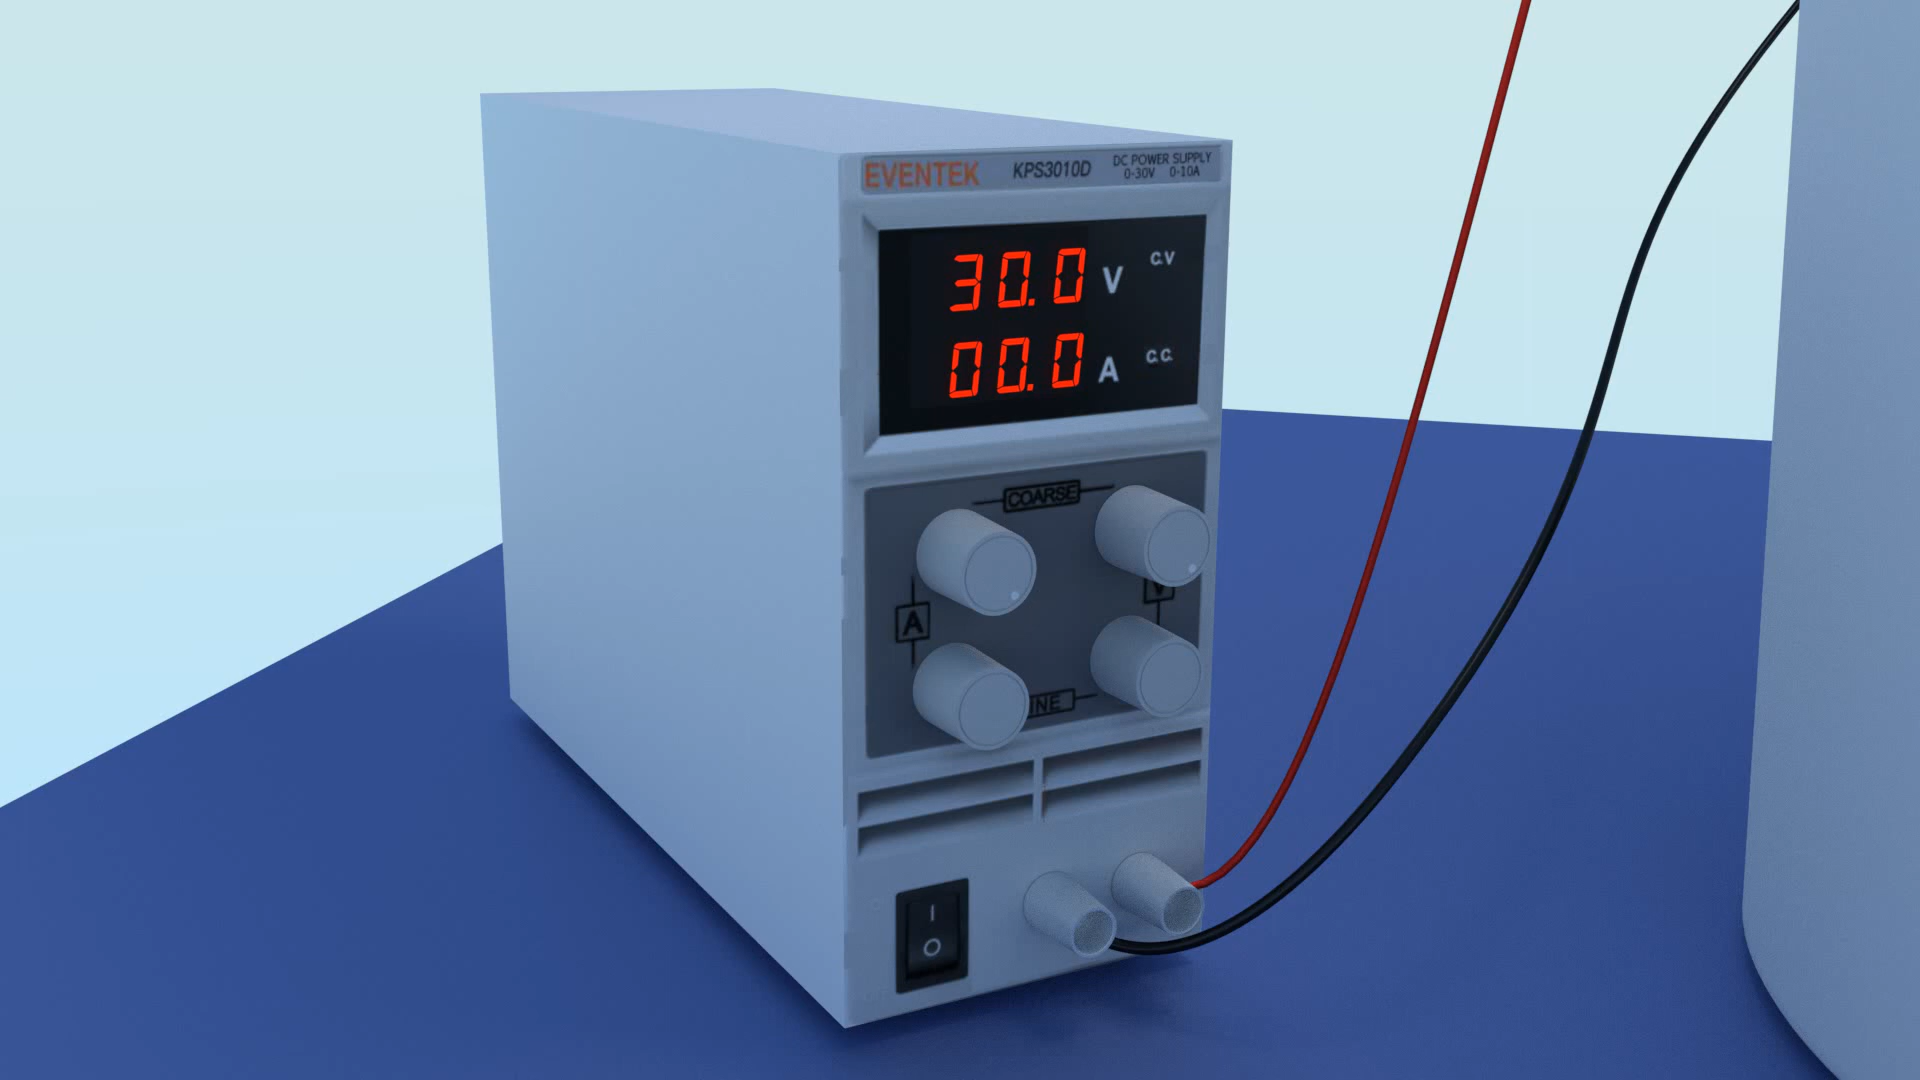 EVENTEK KPS3010D DC POWER SUPPLY
0-30V 0-10A
30.0 V C.V
00.0 A C.C.
COARSE
A V
INE
I
O